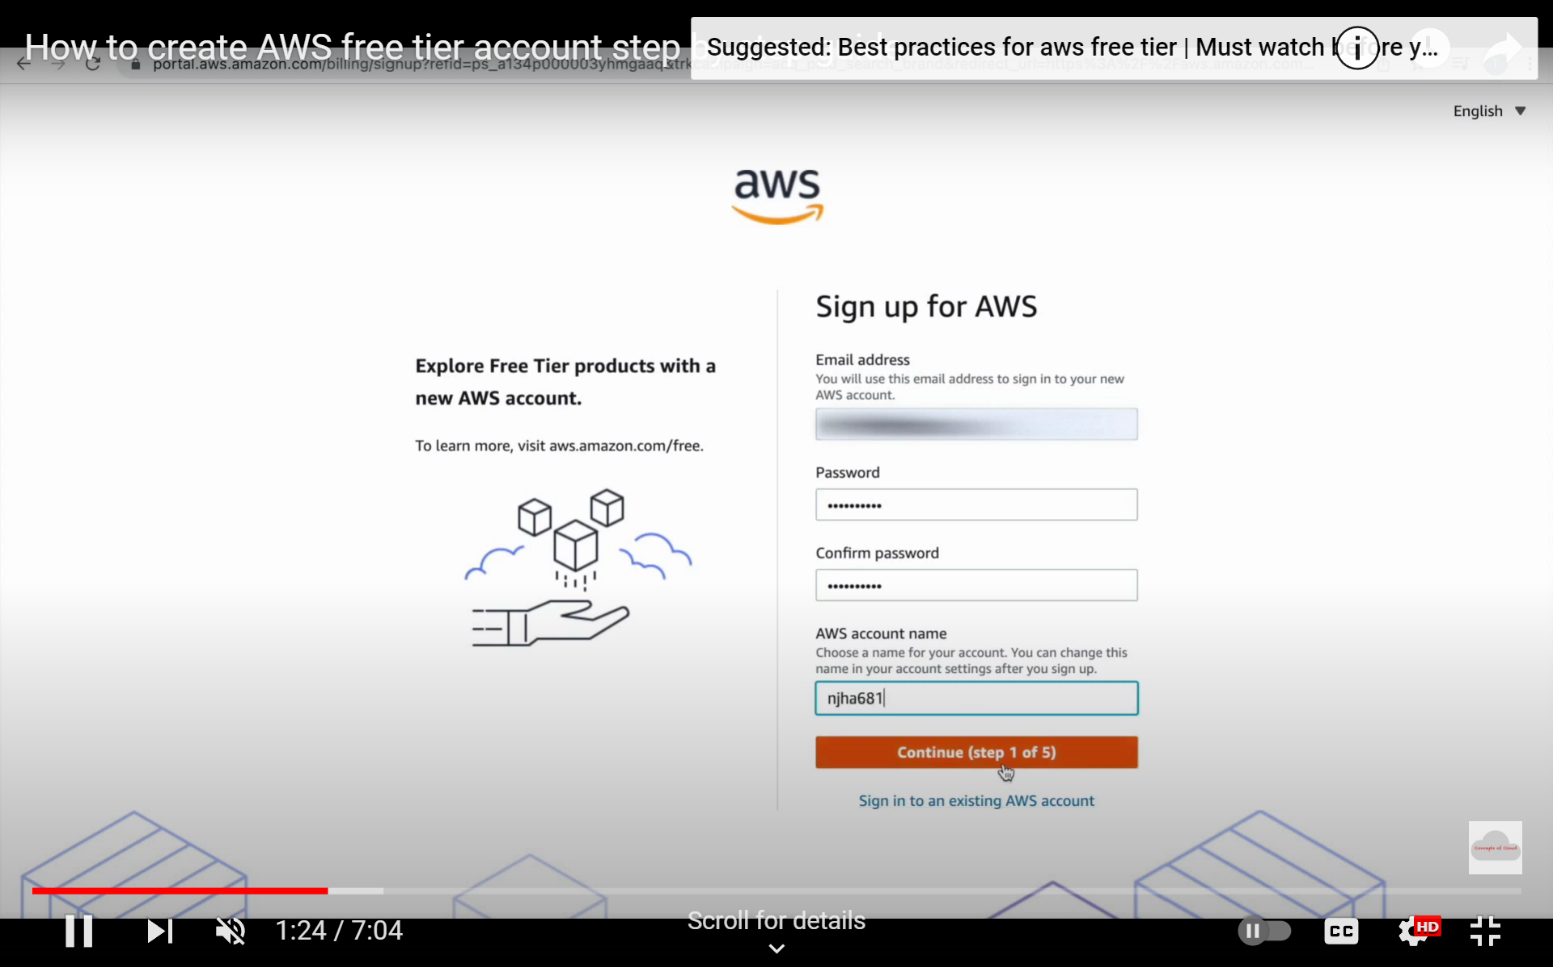 How to create AWS free tier account step
Suggested: Best practices for aws free tier | Must watch before y...
portal.aws.amazon.com/billing/signup?refid=ps_a134p000003yhmgaaq&trk
English
aws
Sign up for AWS
Explore Free Tier products with a
new AWS account.
To learn more, visit aws.amazon.com/free.
Email address
You will use this email address to sign in to your new
AWS account.
Password
••••••••••
Confirm password
••••••••••
AWS account name
Choose a name for your account. You can change this
name in your account settings after you sign up.
njha681
Continue (step 1 of 5)
Sign in to an existing AWS account
Concepts of Cloud
1:24 / 7:04
Scroll for details
CC
HD